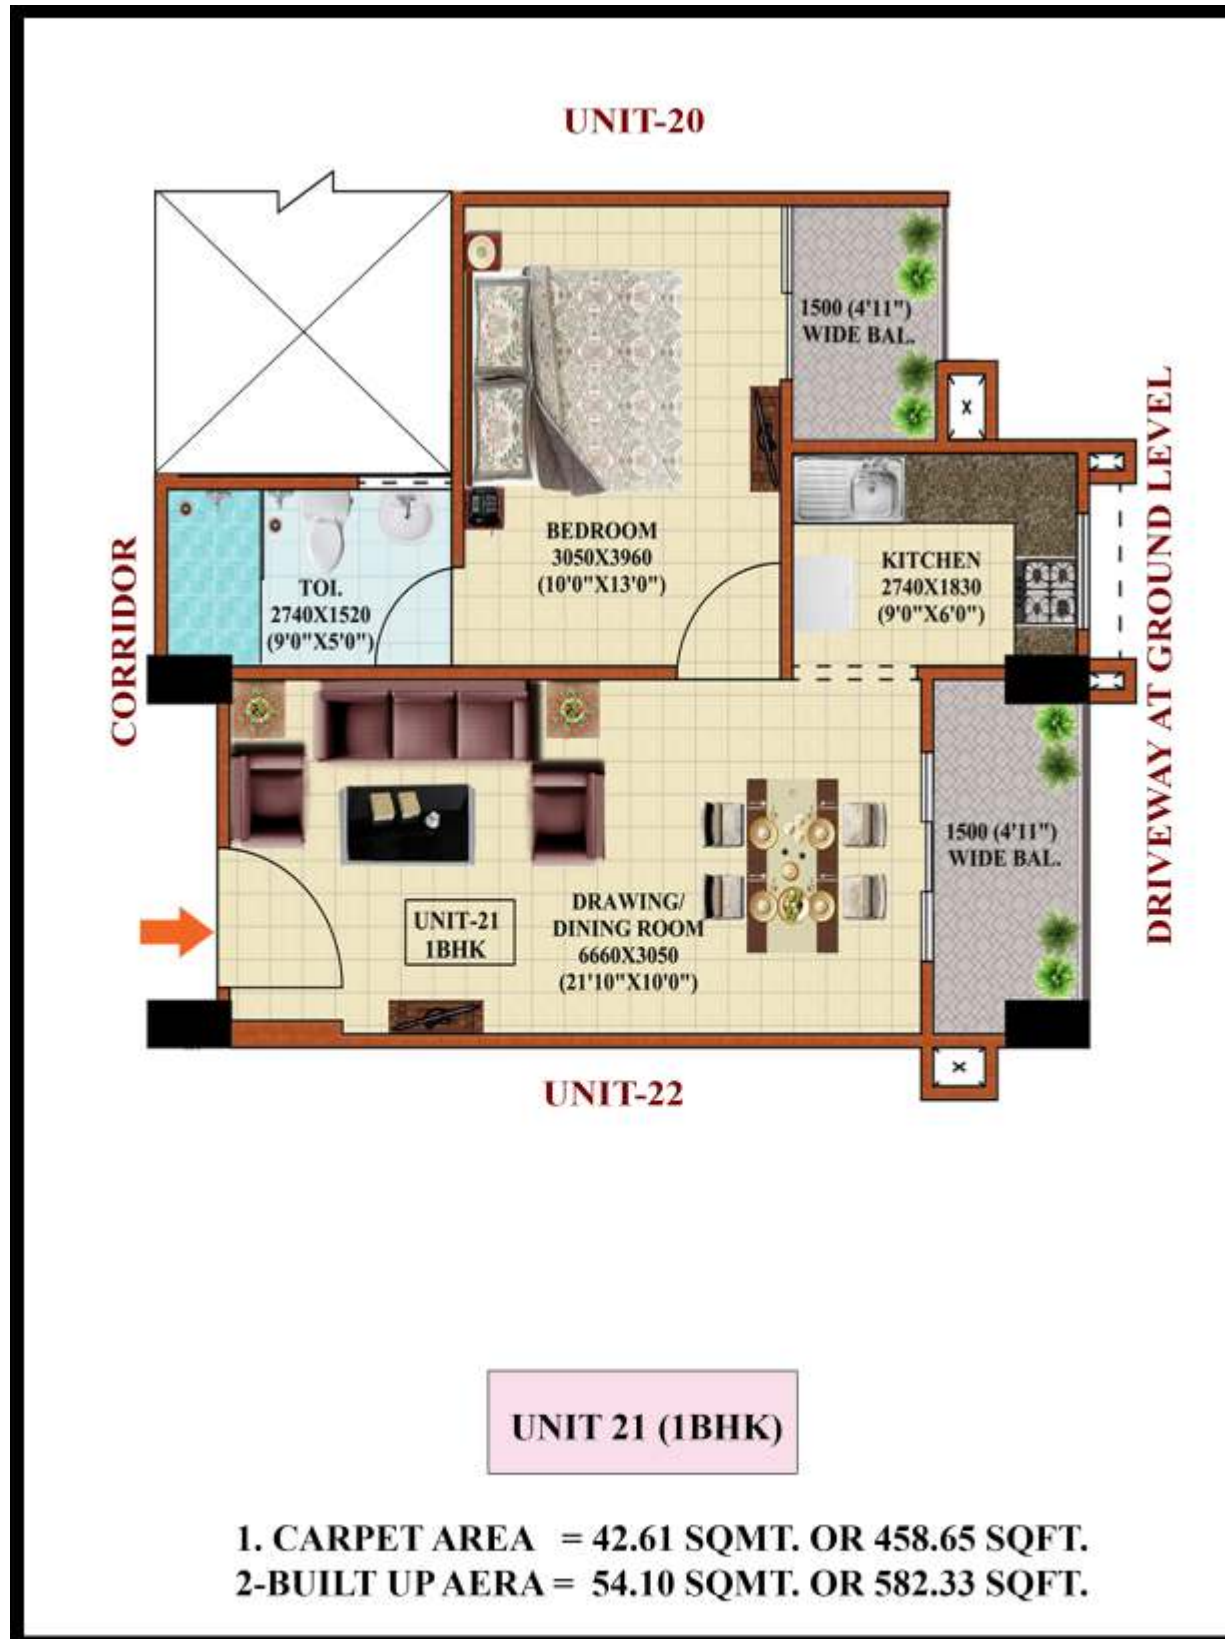 UNIT-20
1500 (4'11")
WIDE BAL.
BEDROOM
3050X3960
(10'0"X13'0")
KITCHEN
2740X1830
(9'0"X6'0")
TOI.
2740X1520
(9'0"X5'0")
CORRIDOR
DRIVEWAY AT GROUND LEVEL
1500 (4'11")
WIDE BAL.
UNIT-21
1BHK
DRAWING/
DINING ROOM
6660X3050
(21'10"X10'0")
UNIT-22
UNIT 21 (1BHK)
1. CARPET AREA = 42.61 SQMT. OR 458.65 SQFT.
2-BUILT UP AERA = 54.10 SQMT. OR 582.33 SQFT.